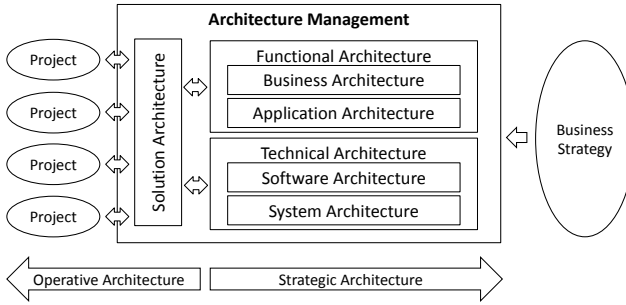 Architecture Management
Project
Project
Project
Project
Solution Architecture
Functional Architecture
Business Architecture
Application Architecture
Technical Architecture
Software Architecture
System Architecture
Business
Strategy
Operative Architecture
Strategic Architecture